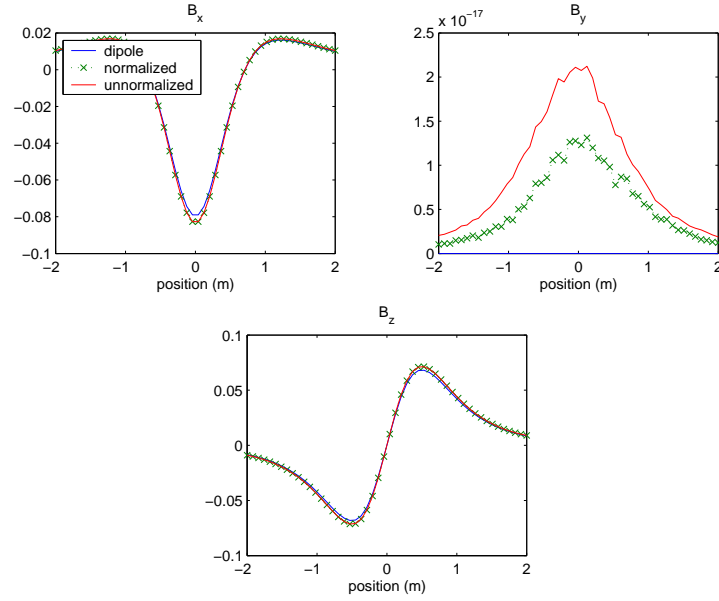 B_x
0.02
0
−0.02
−0.04
−0.06
−0.08
−0.1
dipole
normalized
unnormalized
−2 −1 0 1 2
position (m)
x 10^−17
B_y
2.5
2
1.5
1
0.5
0
−2 −1 0 1 2
position (m)
B_z
0.1
0.05
0
−0.05
−0.1
−2 −1 0 1 2
position (m)